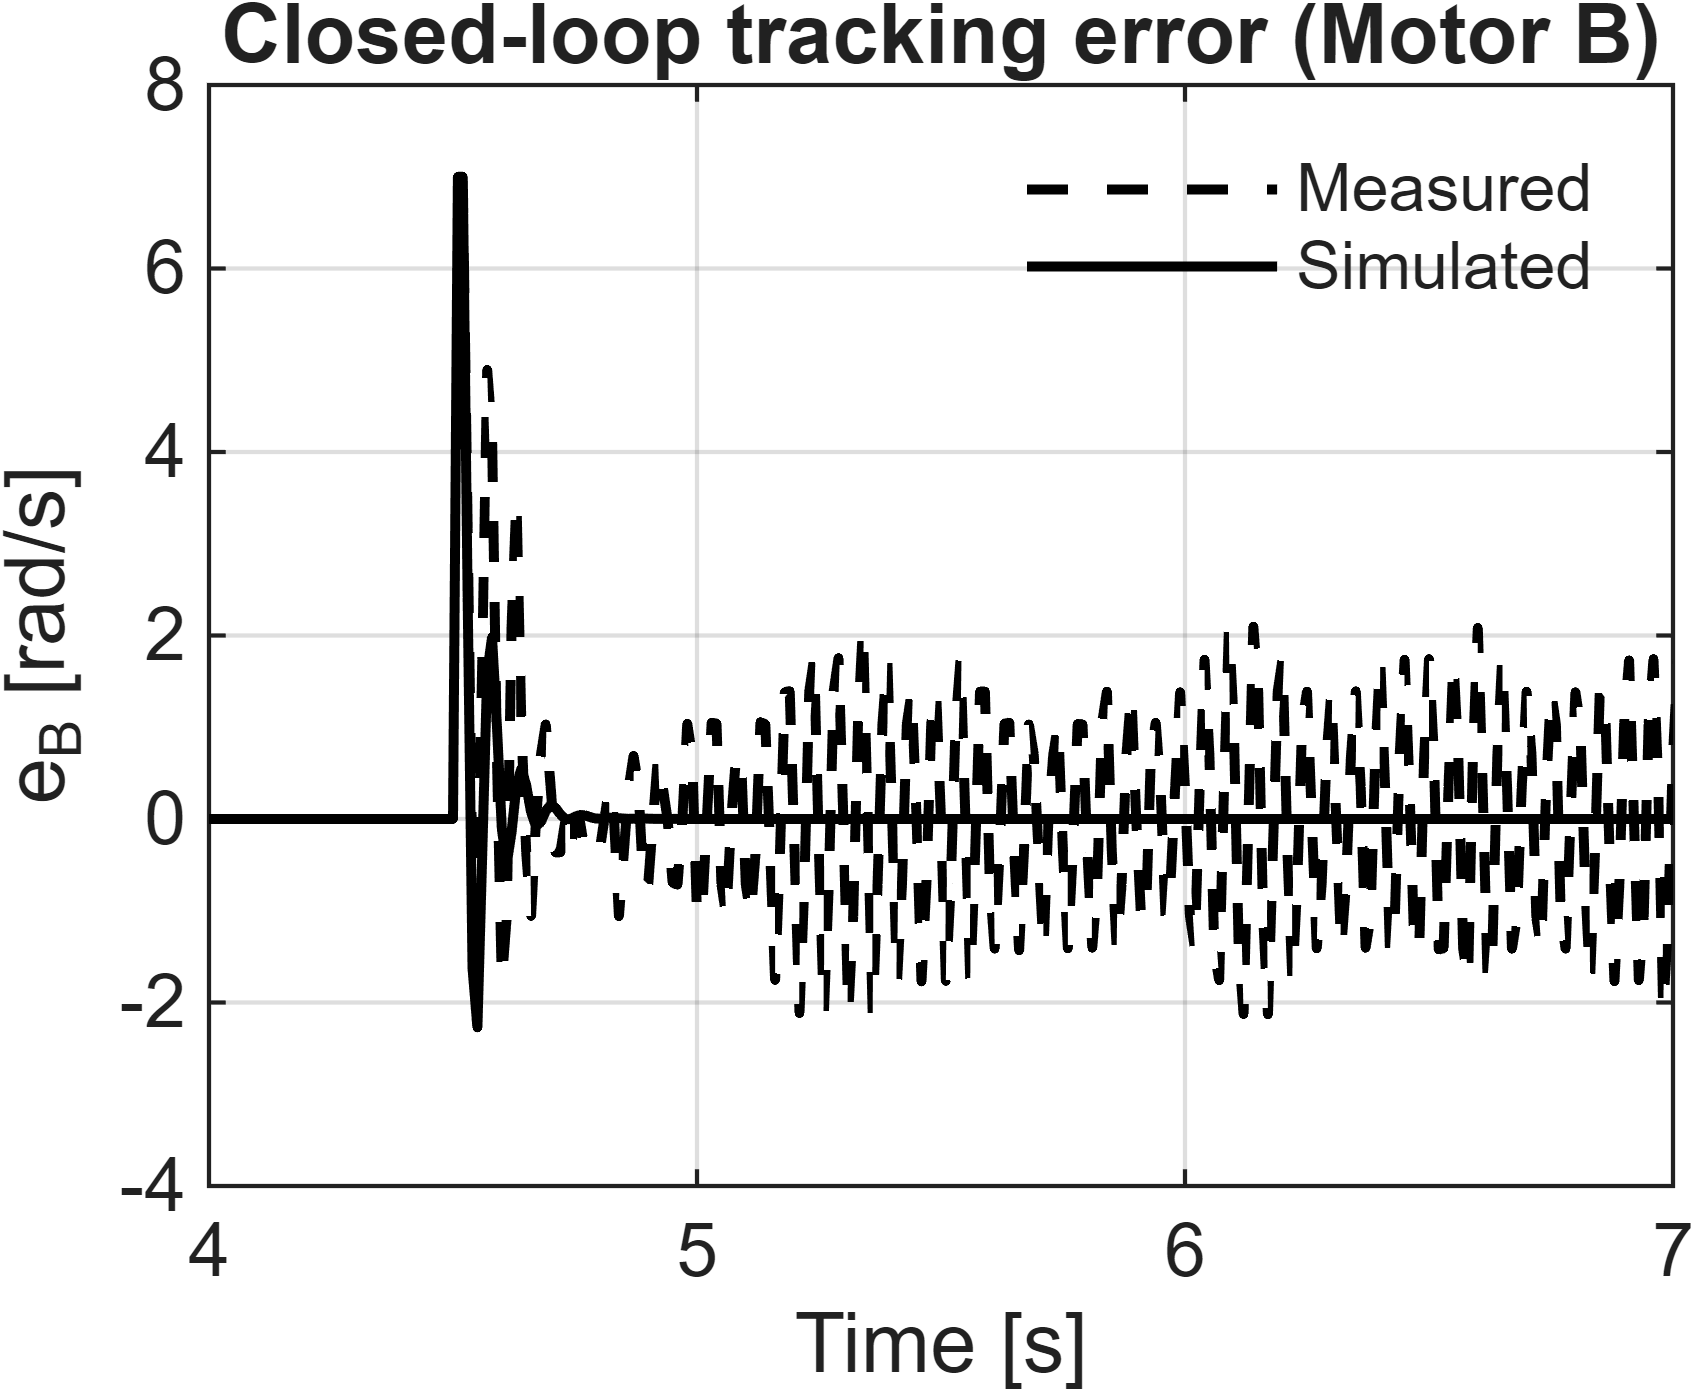 Closed-loop tracking error (Motor B)
8
6
4
2
0
-2
-4
e_B [rad/s]
Measured
Simulated
4 5 6 7
Time [s]